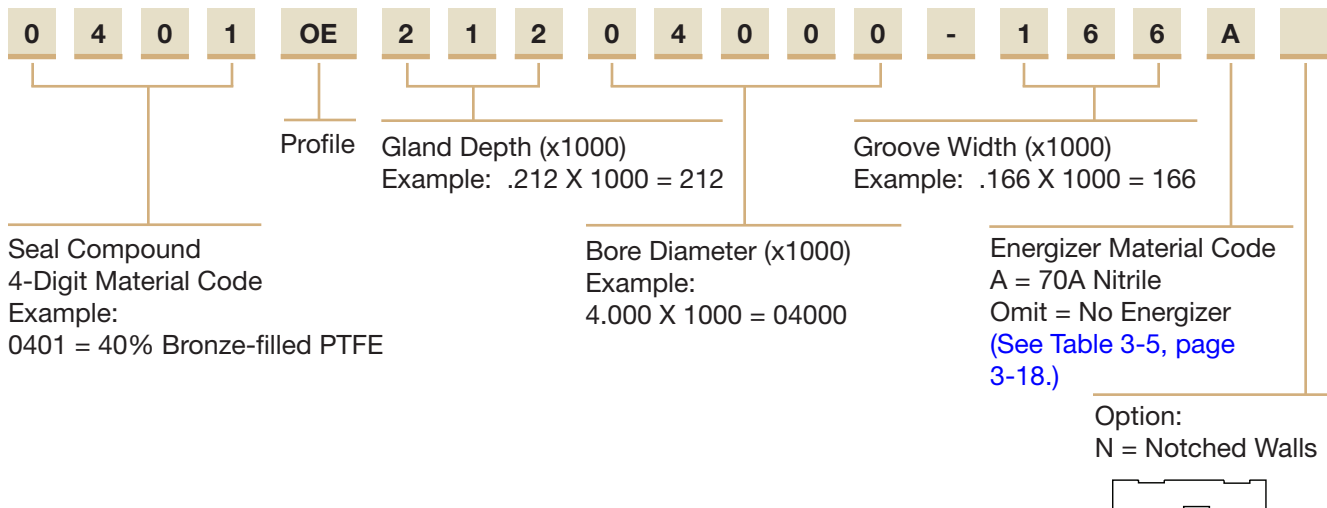 0 4 0 1 OE 2 1 2 0 4 0 0 0 - 1 6 6 A
Profile
Gland Depth (x1000)
Example: .212 X 1000 = 212
Groove Width (x1000)
Example: .166 X 1000 = 166
Seal Compound
4-Digit Material Code
Example:
0401 = 40% Bronze-filled PTFE
Bore Diameter (x1000)
Example:
4.000 X 1000 = 04000
Energizer Material Code
A = 70A Nitrile
Omit = No Energizer
(See Table 3-5, page
3-18.)
Option:
N = Notched Walls